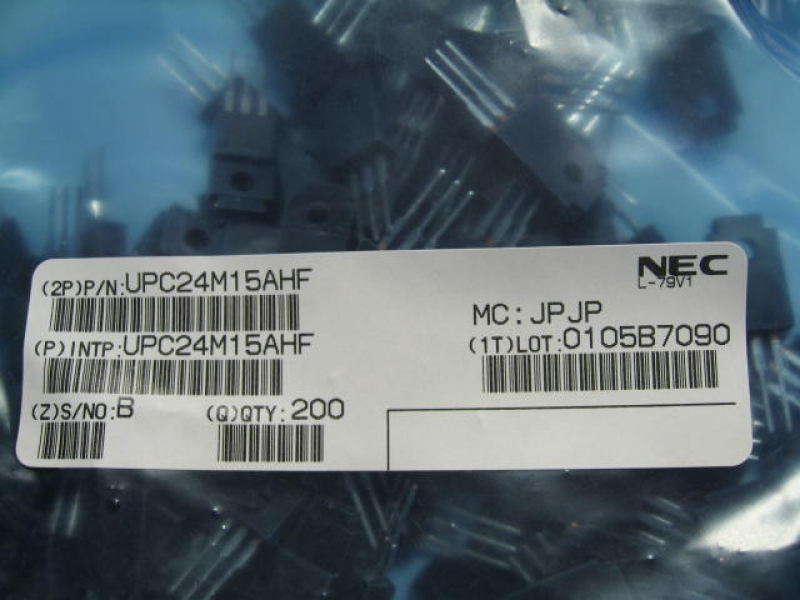 NEC
L-79V1
(2P)P/N:UPC24M15AHF
MC:JPJP
(P)INTP:UPC24M15AHF
(1T)LOT:0105B7090
(Z)S/NO:B
(Q)QTY:200